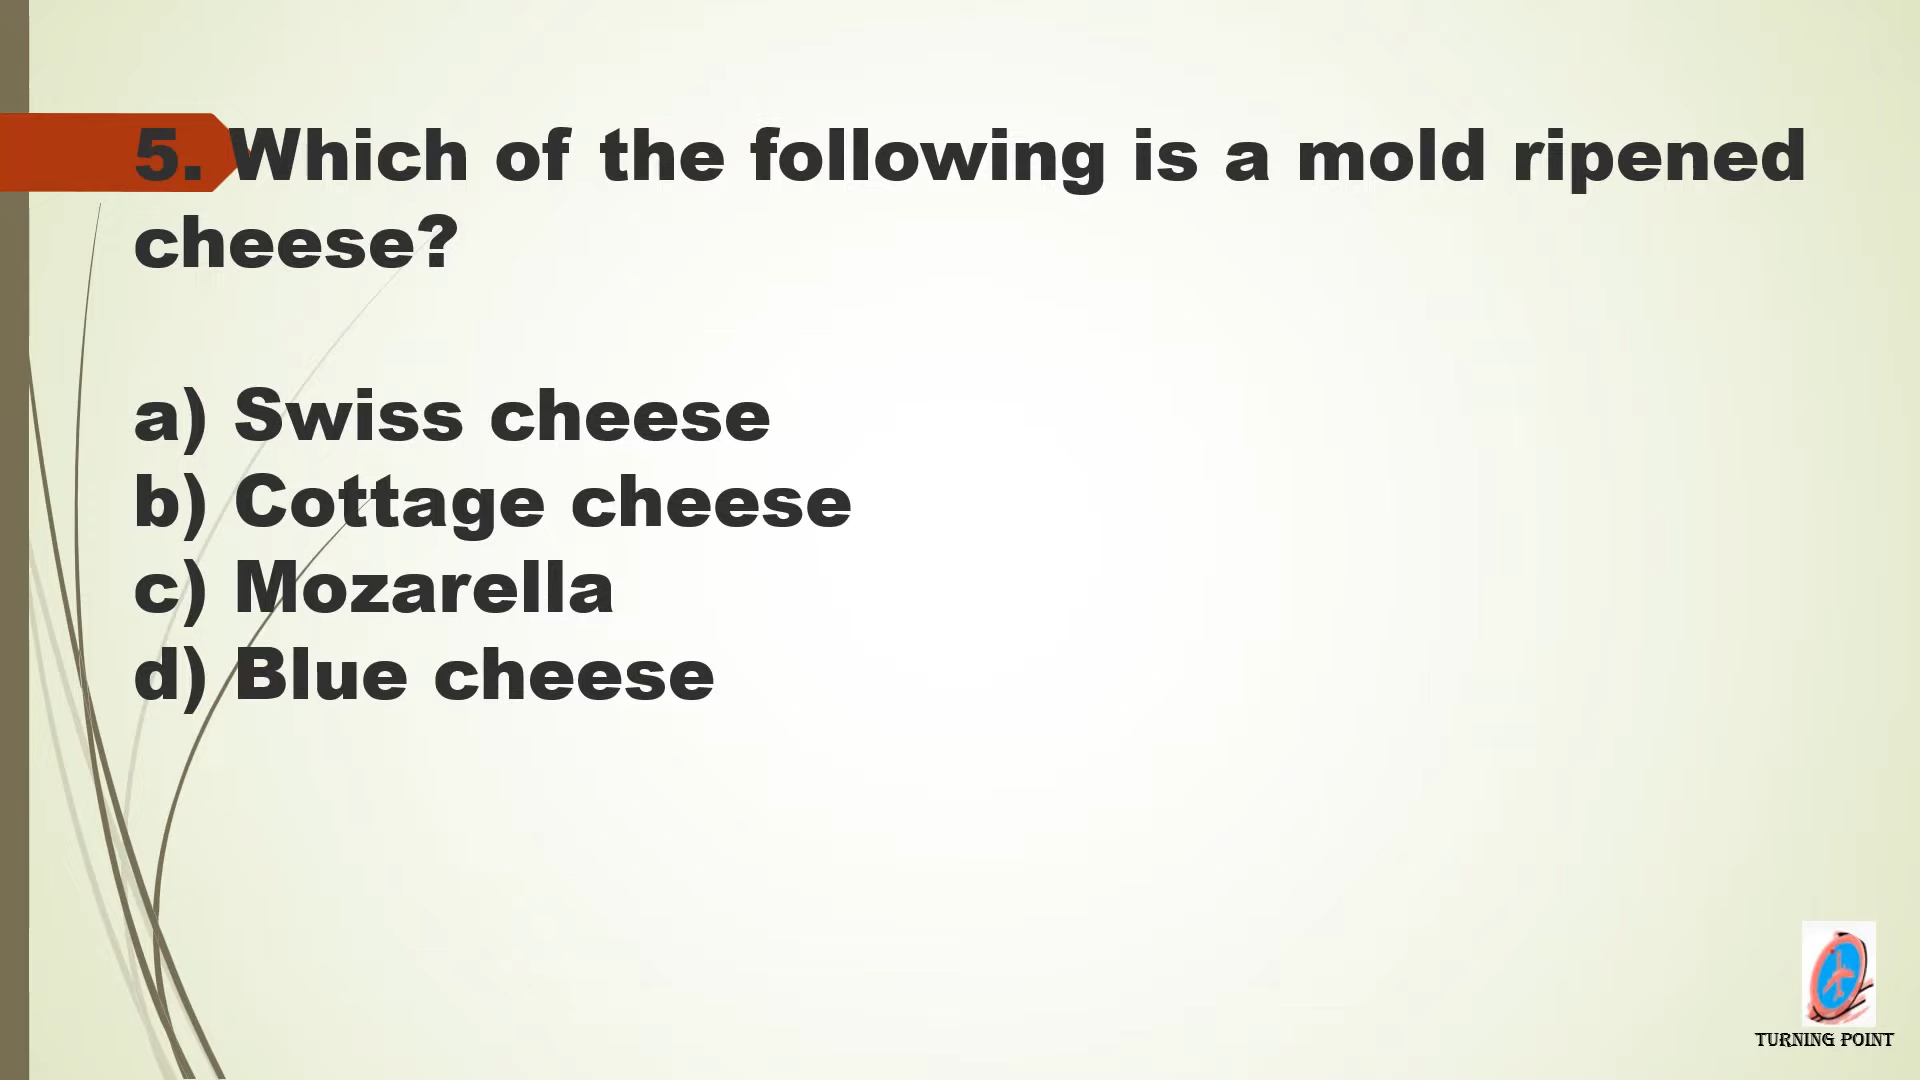 5. Which of the following is a mold ripened
cheese?
a) Swiss cheese
b) Cottage cheese
c) Mozarella
d) Blue cheese
TURNING POINT